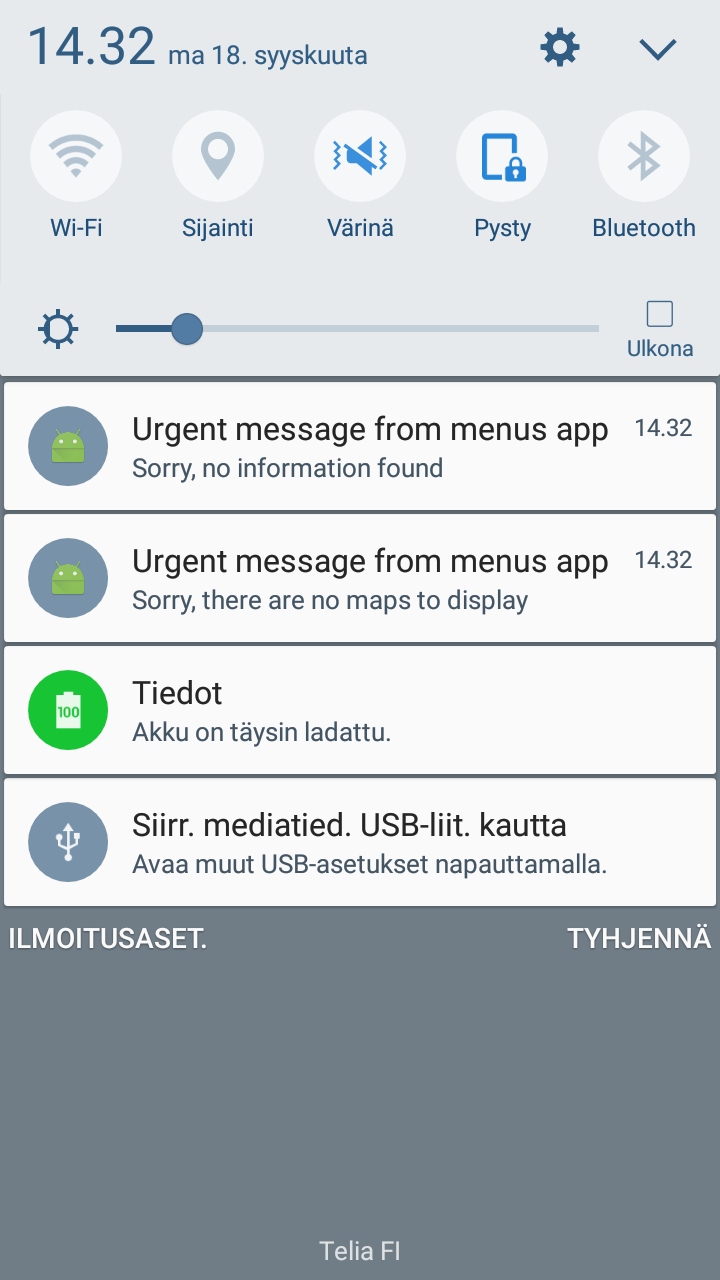 14.32 ma 18. syyskuuta
Wi-Fi Sijainti Värinä Pysty Bluetooth
Ulkona
Urgent message from menus app 14.32
Sorry, no information found
Urgent message from menus app 14.32
Sorry, there are no maps to display
100
Tiedot
Akku on täysin ladattu.
Siirr. mediatied. USB-liit. kautta
Avaa muut USB-asetukset napauttamalla.
ILMOITUSASET. TYHJENNÄ
Telia FI